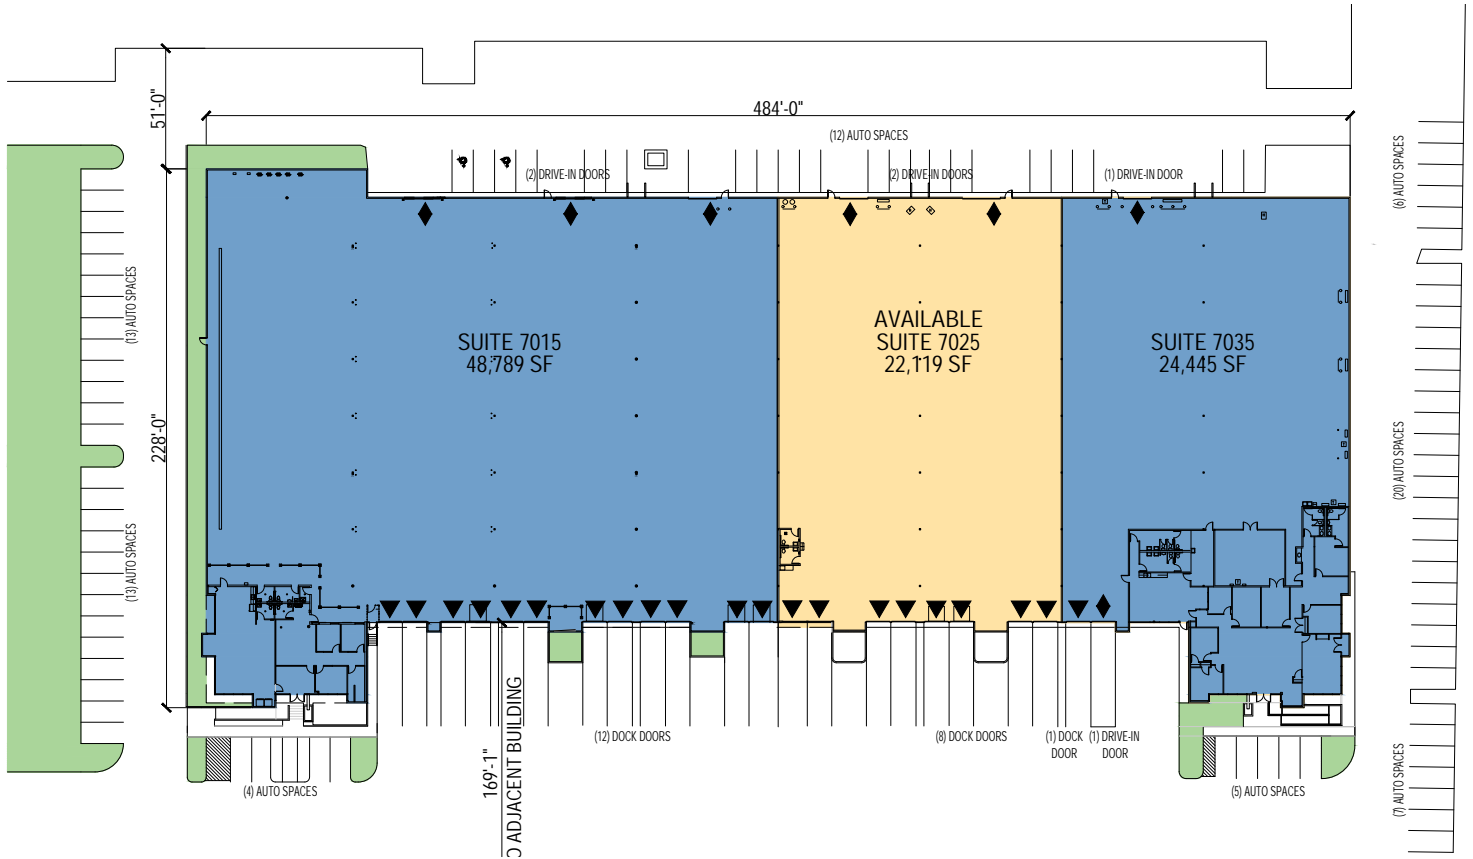 484'-0"
51'-0"
(12) AUTO SPACES
(2) DRIVE-IN DOORS
(2) DRIVE-IN DOORS
(1) DRIVE-IN DOOR
(6) AUTO SPACES
(13) AUTO SPACES
SUITE 7015
48,789 SF
AVAILABLE
SUITE 7025
22,119 SF
SUITE 7035
24,445 SF
228'-0"
(20) AUTO SPACES
(13) AUTO SPACES
(12) DOCK DOORS
(8) DOCK DOORS
(1) DOCK
DOOR
(1) DRIVE-IN
DOOR
169'-1"
ADJACENT BUILDING
(4) AUTO SPACES
(5) AUTO SPACES
(7) AUTO SPACES